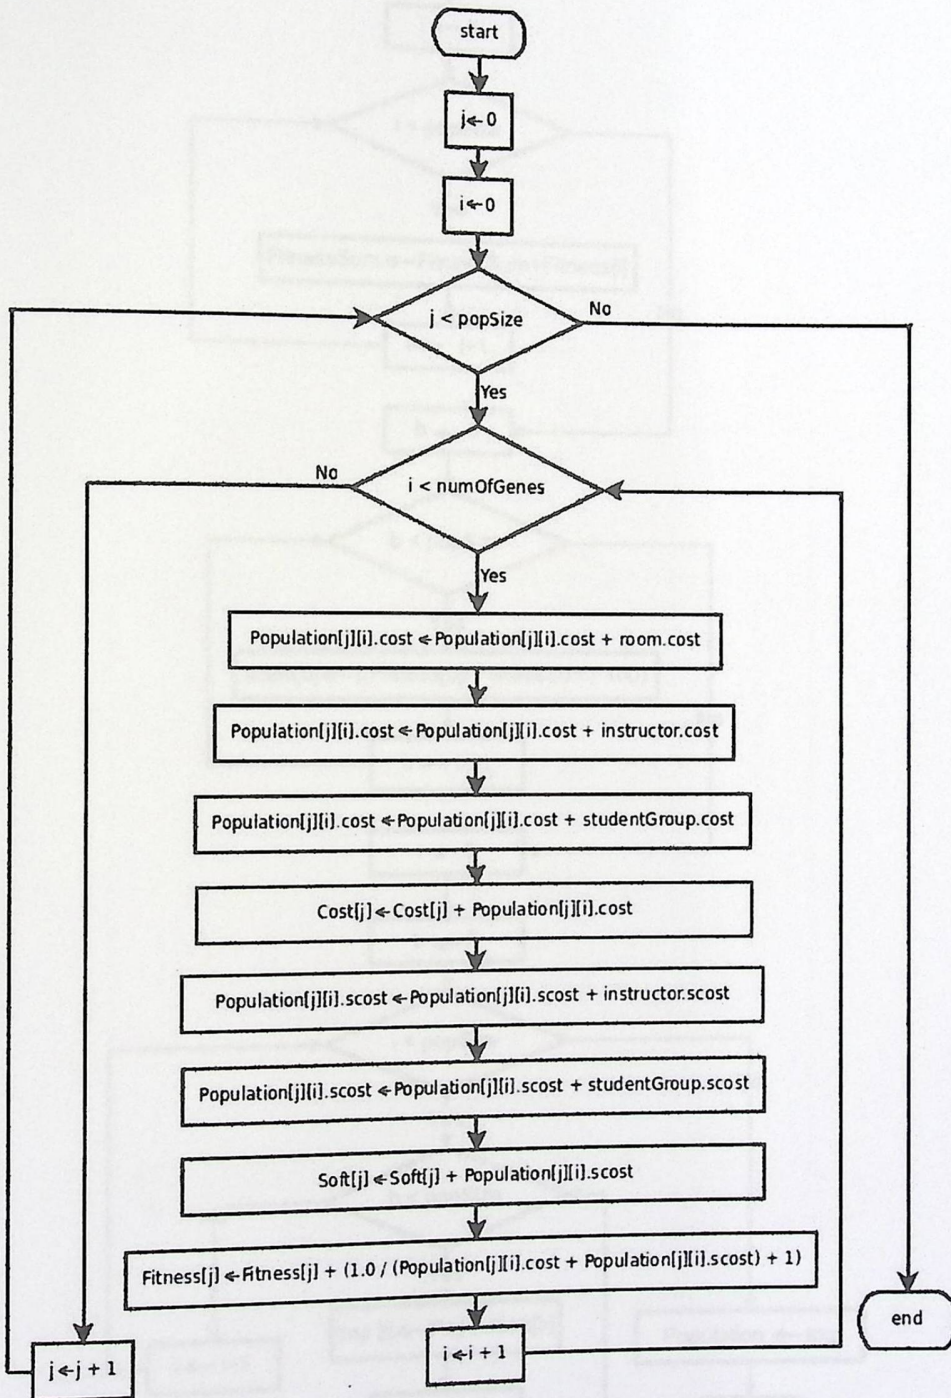 start
j←0
i←0
j < popSize
No
Yes
No
i < numOfGenes
Yes
Population[j][i].cost ←Population[j][i].cost + room.cost
Population[j][i].cost ←Population[j][i].cost + instructor.cost
Population[j][i].cost ←Population[j][i].cost + studentGroup.cost
Cost[j]←Cost[j] + Population[j][i].cost
Population[j][i].scost ←Population[j][i].scost + instructor.scost
Population[j][i].scost ←Population[j][i].scost + studentGroup.scost
Soft[j]←Soft[j] + Population[j][i].scost
Fitness[j] ←Fitness[j] + (1.0 / (Population[j][i].cost + Population[j][i].scost) + 1)
end
j←j + 1
i←i + 1